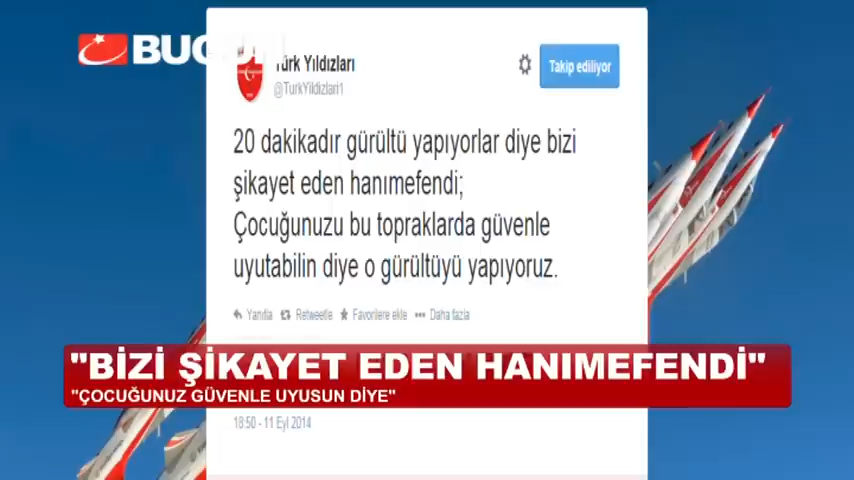 BUGÜN
Türk Yıldızları
@TurkYildizlari1
Takip ediliyor
20 dakikadır gürültü yapıyorlar diye bizi
şikayet eden hanımefendi;
Çocuğunuzu bu topraklarda güvenle
uyutabilin diye o gürültüyü yapıyoruz.
Yanıtla Retweetle Favorilere ekle Daha fazla
"BİZİ ŞİKAYET EDEN HANIMEFENDİ"
"ÇOCUĞUNUZ GÜVENLE UYUSUN DİYE"
18:50 - 11 Eyl 2014